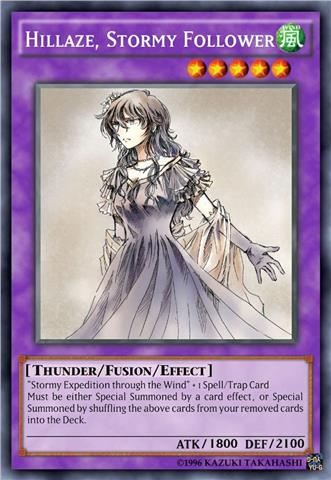 Hillaze, Stormy Follower
WIND
風
[Thunder/Fusion/Effect]
"Stormy Expedition through the Wind" + 1 Spell/Trap Card
Must be either Special Summoned by a card effect, or Special
Summoned by shuffling the above cards from your removed cards
into the Deck.
ATK/1800 DEF/2100
©1996 KAZUKI TAKAHASHI